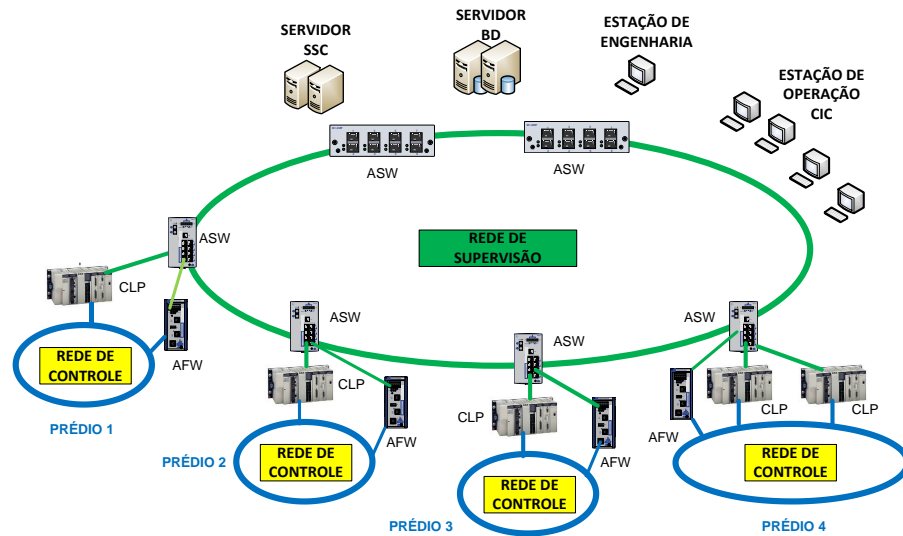 SERVIDOR
SSC
SERVIDOR
BD
ESTAÇÃO DE
ENGENHARIA
ESTAÇÃO DE
OPERAÇÃO
CIC
ASW
ASW
ASW
REDE DE
SUPERVISÃO
CLP
AFW
REDE DE
CONTROLE
PRÉDIO 1
ASW
CLP
AFW
REDE DE
CONTROLE
PRÉDIO 2
ASW
CLP
AFW
REDE DE
CONTROLE
PRÉDIO 3
ASW
AFW
CLP
CLP
REDE DE
CONTROLE
PRÉDIO 4